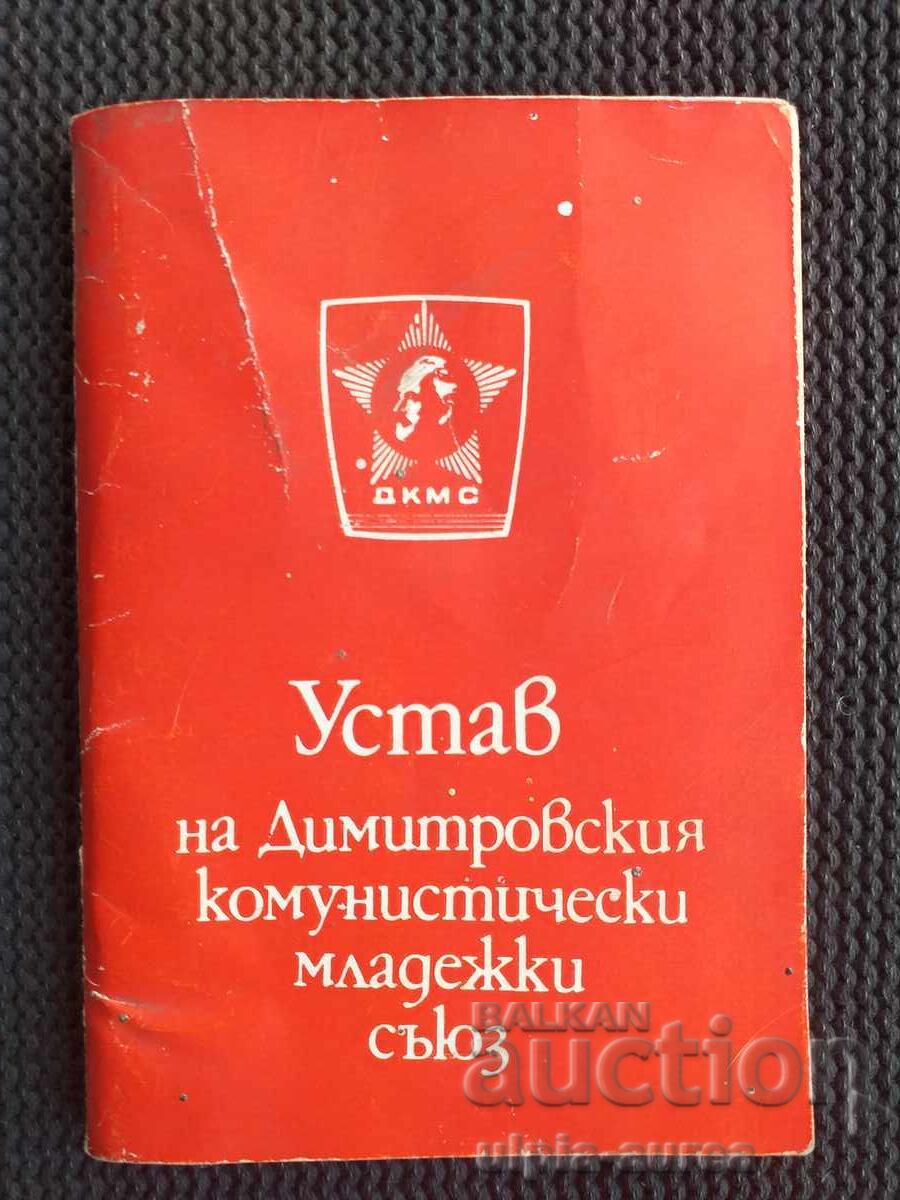 ДКМС
Устав
на Димитровския
комунистически
младежки
съюз
BALKAN
auction
ulpia-aurea